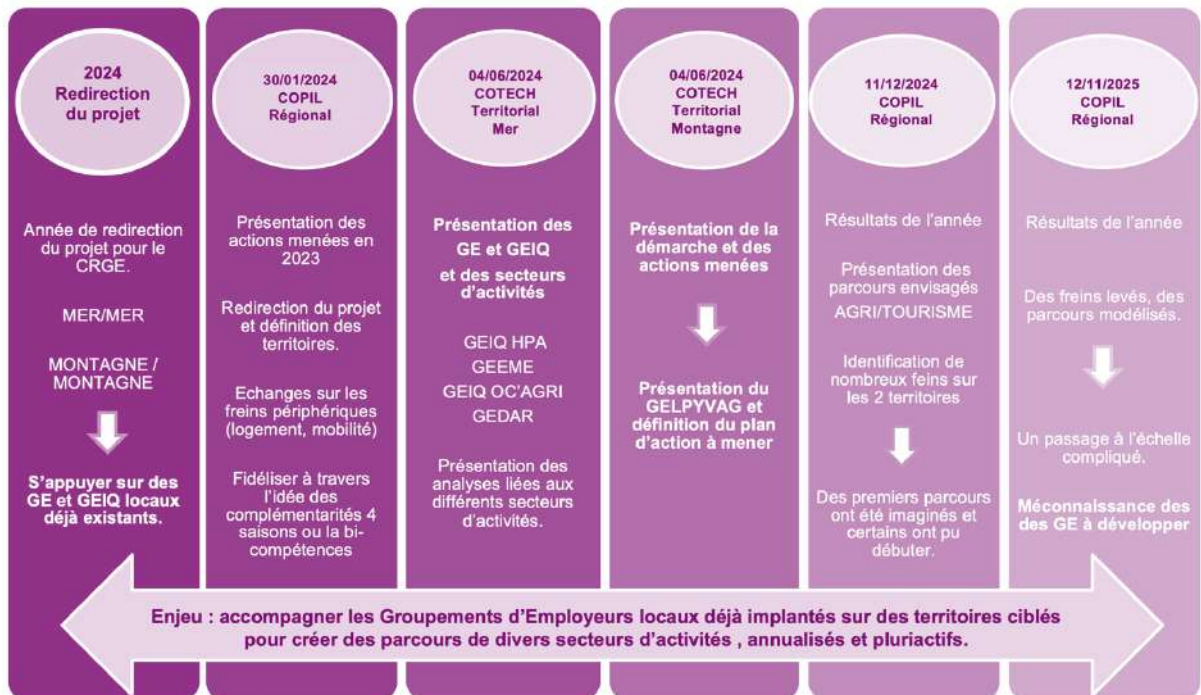 2024
Redirection
du projet
Année de redirection
du projet pour le
CRGE.
MER/MER
MONTAGNE /
MONTAGNE
S'appuyer sur des
GE et GEIQ locaux
déjà existants.
30/01/2024
COPIL
Régional
Présentation des
actions menées en
2023
Redirection du projet
et définition des
territoires.
Echanges sur les
freins périphériques
(logement, mobilité)
Fidéliser à travers
l'idée des
complémentarités 4
saisons ou la bi-
compétences
04/06/2024
COTECH
Territorial
Mer
Présentation des
GE et GEIQ
et des secteurs
d'activités
GEIQ HPA
GEEME
GEIQ OC'AGRI
GEDAR
Présentation des
analyses liées aux
différents secteurs
d'activités.
04/06/2024
COTECH
Territorial
Montagne
Présentation de la
démarche et des
actions menées
Présentation du
GELPYVAG et
définition du plan
d'action à mener
11/12/2024
COPIL
Régional
Résultats de l'année
Présentation des
parcours envisagés
AGRI/TOURISME
Identification de
nombreux feins sur
les 2 territoires
Des premiers parcours
ont été imaginés et
certains ont pu
débuter.
12/11/2025
COPIL
Régional
Résultats de l'année
Des freins levés, des
parcours modélisés.
Un passage à l'échelle
compliqué.
Méconnaissance des
des GE à développer
Enjeu : accompagner les Groupements d'Employeurs locaux déjà implantés sur des territoires ciblés
pour créer des parcours de divers secteurs d'activités , annualisés et pluriactifs.